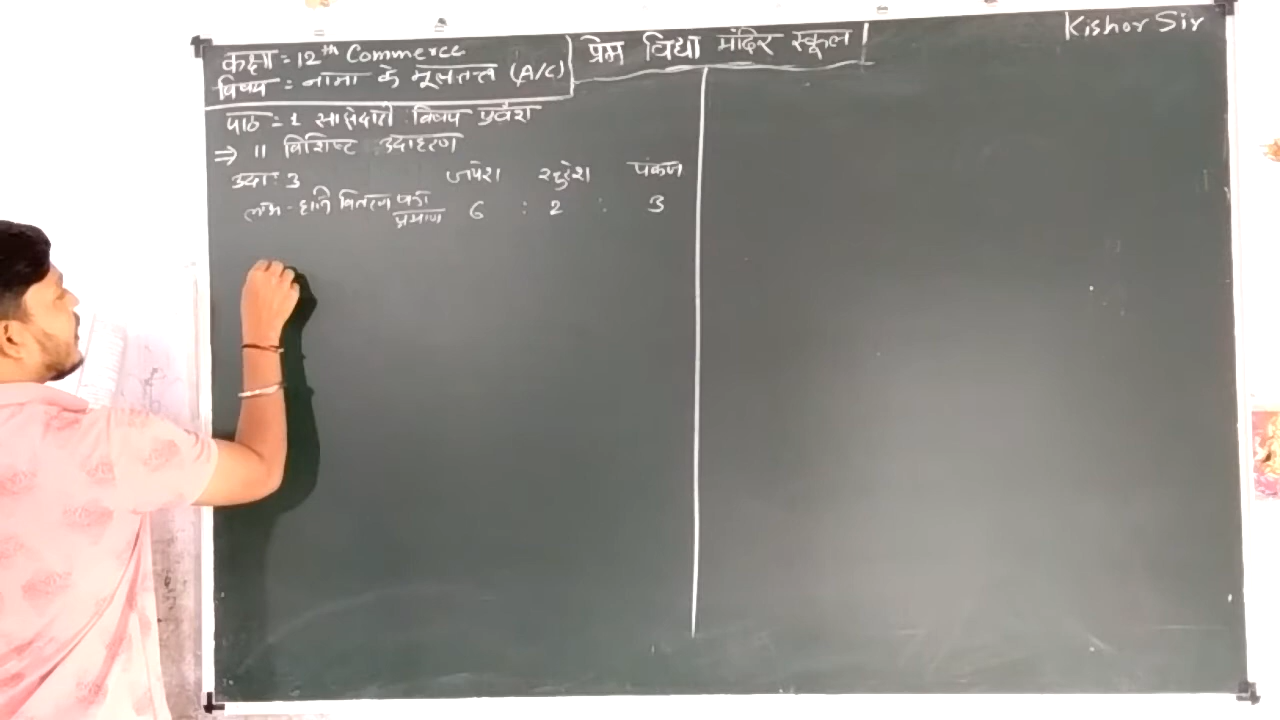 कक्षा = 12th Commerce
विषय = नामा के मूलतत्व (A/C)
प्रेम विद्या मंदिर स्कूल
Kishor Sir
पाठ = 1 साझेदारी विषय प्रवेश
⇒ 11 विशिष्ट उदाहरण
उदा: 3 जयेश सुरेश पंकज
लाभ - हानि वितरण का प्रमाण 6 : 2 : 3